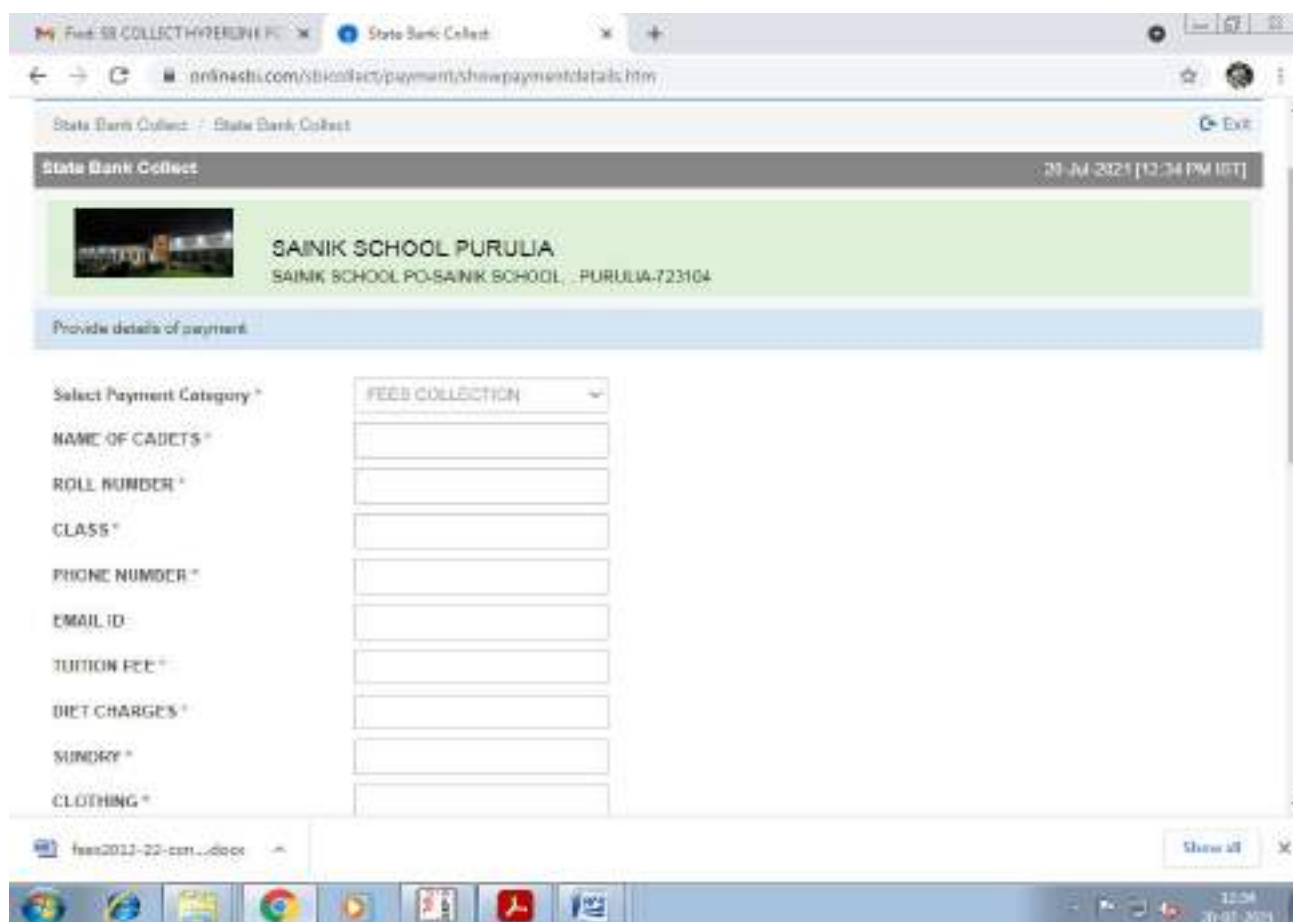 State Bank Collect
onlinesbi.com/sbicollect/payment/showpaymentdetails.htm
State Bank Collect / State Bank Collect
Exit
State Bank Collect
20-Jul-2021 [12:34 PM IST]
SAINIK SCHOOL PURULIA
SAINIK SCHOOL PO-SAINIK SCHOOL, , PURULIA-723104
Provide details of payment
Select Payment Category *
FEES COLLECTION
NAME OF CADETS *
ROLL NUMBER *
CLASS *
PHONE NUMBER *
EMAIL ID
TUITION FEE *
DIET CHARGES *
SUNDRY *
CLOTHING *
Show all
12:34